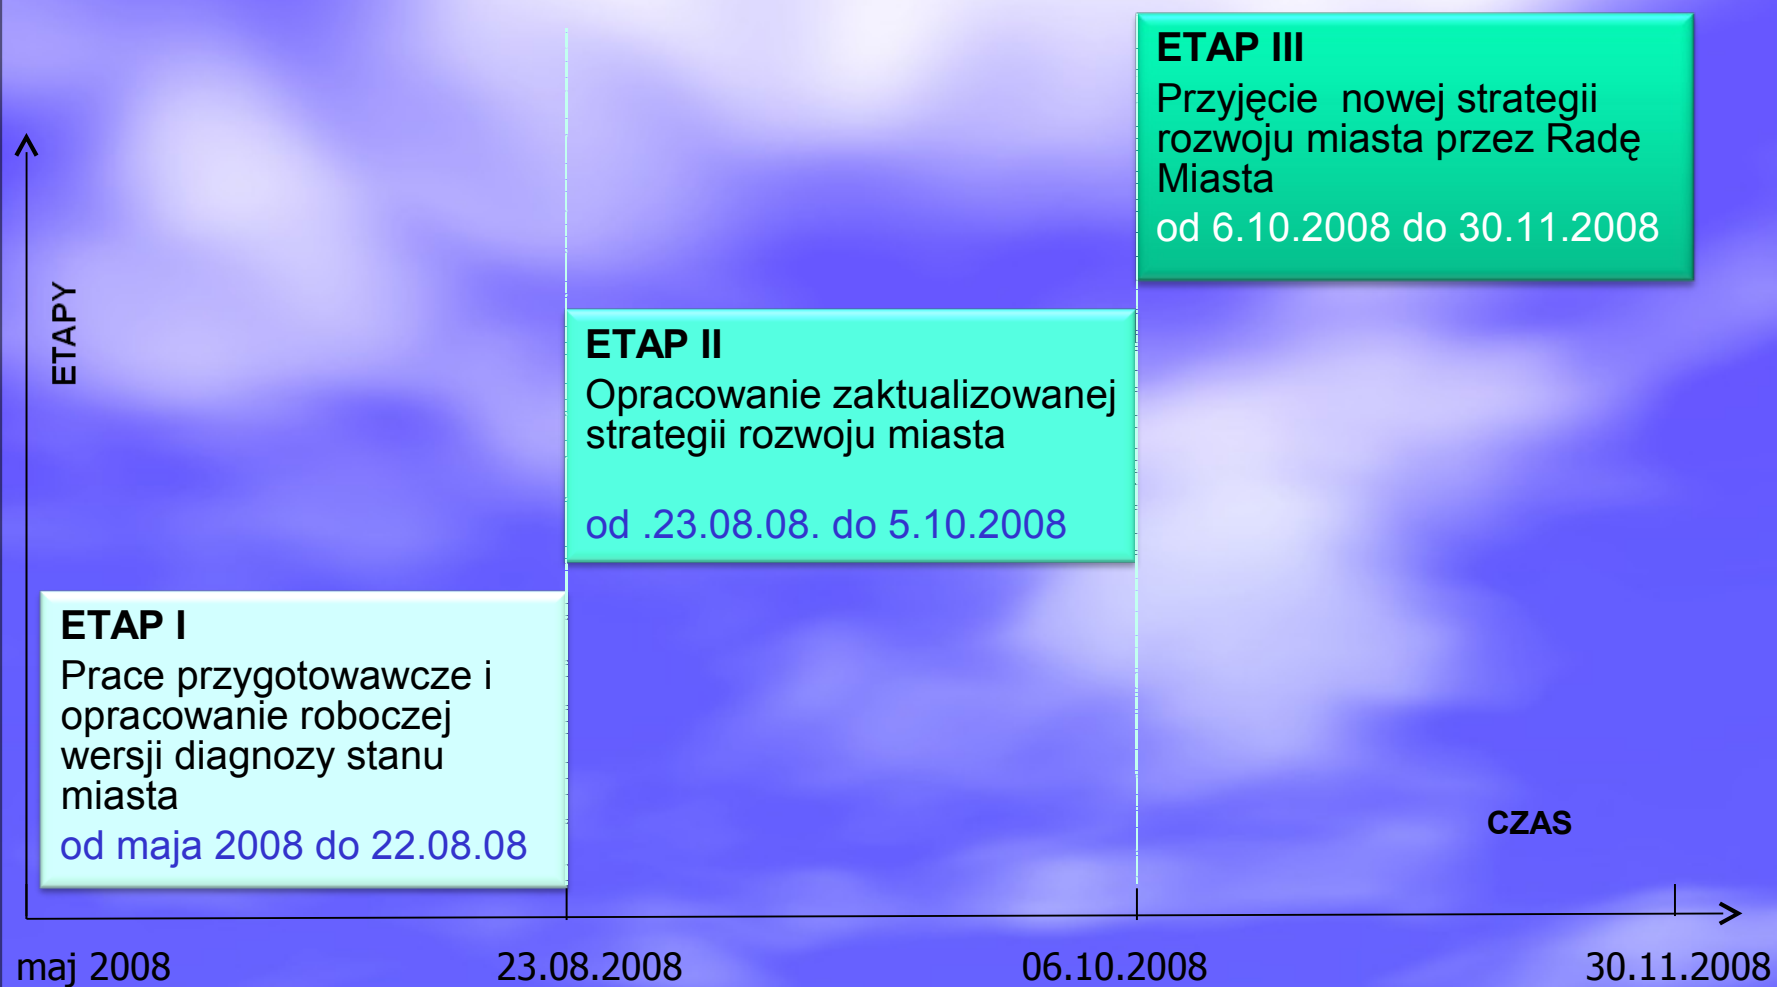 ETAP III
Przyjęcie nowej strategii
rozwoju miasta przez Radę
Miasta
od 6.10.2008 do 30.11.2008
ETAPY
ETAP II
Opracowanie zaktualizowanej
strategii rozwoju miasta
od .23.08.08. do 5.10.2008
ETAP I
Prace przygotowawcze i
opracowanie roboczej
wersji diagnozy stanu
miasta
od maja 2008 do 22.08.08
CZAS
maj 2008
23.08.2008
06.10.2008
30.11.2008